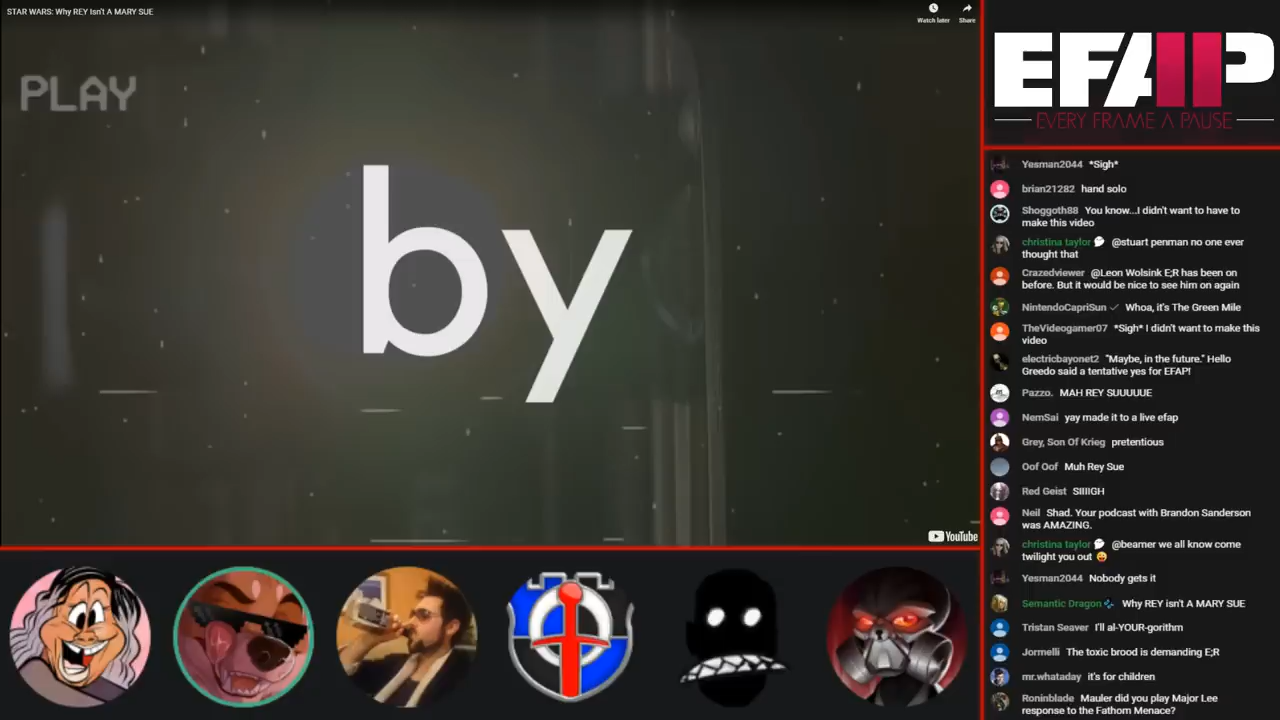 STAR WARS: Why REY Isn't A MARY SUE
Watch later
Share
PLAY
by
YouTube
EFAP
EVERY FRAME A PAUSE
Yesman2044 *Sigh*
brian21282 hand solo
Shoggoth88 You know...I didn't want to have to
make this video
christina taylor @stuart penman no one ever
thought that
Crazedviewer @Leon Wolsink E;R has been on
before. But it would be nice to see him on again
NintendoCapriSun Whoa, it's The Green Mile
TheVideogamer07 *Sigh* I didn't want to make this
video
electricbayonet2 "Maybe, in the future." Hello
Greedo said a tentative yes for EFAP!
Pazzo. MAH REY SUUUUUE
NemSai yay made it to a live efap
Grey, Son Of Krieg pretentious
Oof Oof Muh Rey Sue
Red Geist SIIIIGH
Neil Shad. Your podcast with Brandon Sanderson
was AMAZING.
christina taylor @beamer we all know come
twilight you out 😛
Yesman2044 Nobody gets it
Semantic Dragon Why REY isn't A MARY SUE
Tristan Seaver I'll al-YOUR-gorithm
Jormelli The toxic brood is demanding E;R
mr.whataday it's for children
Roninblade Mauler did you play Major Lee
response to the Fathom Menace?